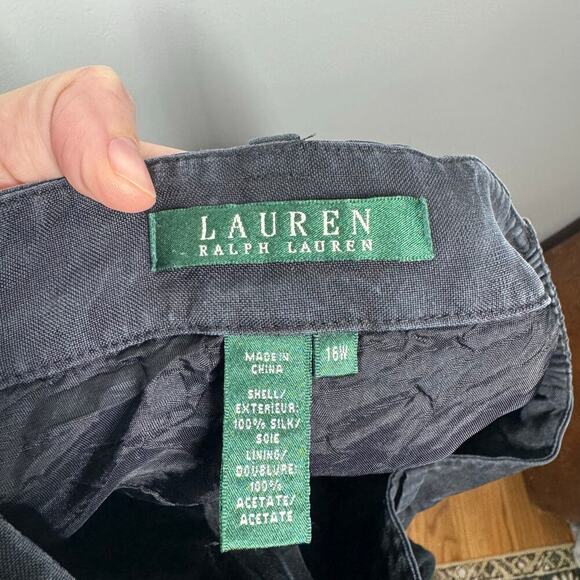 LAUREN
RALPH LAUREN
MADE IN
CHINA
16W
SHELL/
EXTERIEUR:
100% SILK/
SOIE
LINING/
DOUBLURE:
100%
ACETATE/
ACETATE